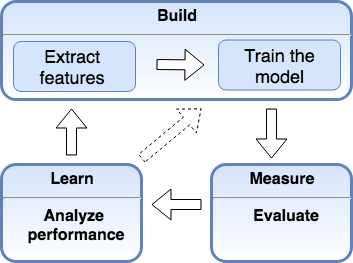 Build
Extract
features
Train the
model
Learn
Analyze
performance
Measure
Evaluate